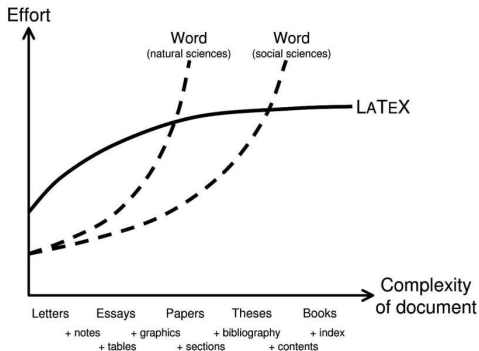 Effort
Word
(natural sciences)
Word
(social sciences)
LATEX
Complexity
of document
Letters Essays Papers Theses Books
+ notes + graphics + bibliography + index
+ tables + sections + contents